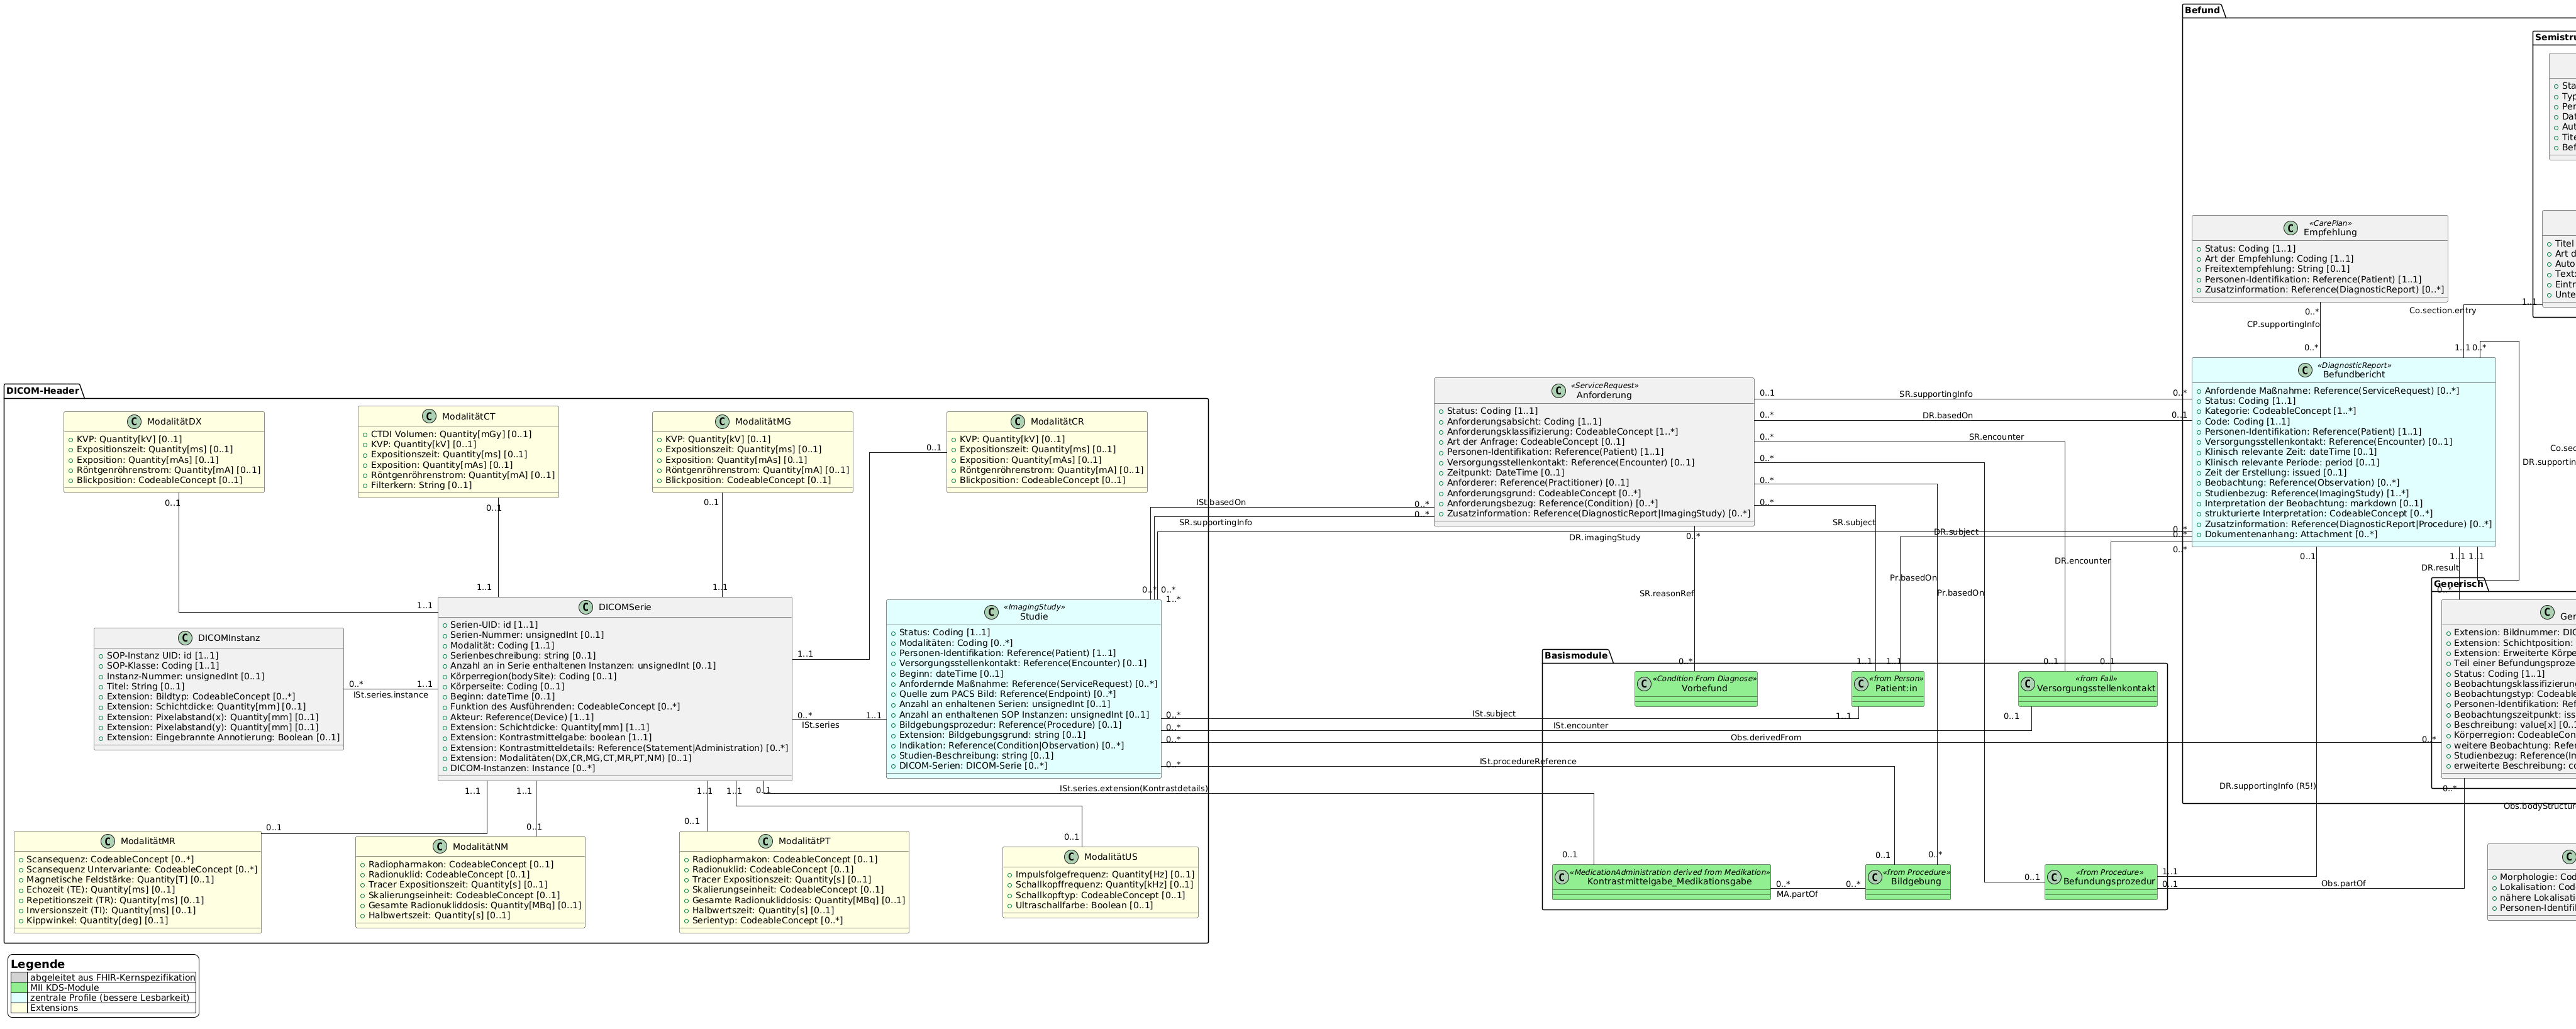 Befund
Semistru
Sta
Typ
Per
Dat
Aut
Tite
Bef
«CarePlan»
Empfehlung
Status: Coding [1..1]
Art der Empfehlung: Coding [1..1]
Freitextempfehlung: String [0..1]
Personen-Identifikation: Reference(Patient) [1..1]
Zusatzinformation: Reference(DiagnosticReport) [0..*]
Titel
Art d
Auto
Text:
Eintr
Unte
0..*
CP.supportingInfo
0..*
1..1
Co.section.entry
1..1 0..*
DICOM-Header
ModalitätDX
KVP: Quantity[kV] [0..1]
Expositionszeit: Quantity[ms] [0..1]
Exposition: Quantity[mAs] [0..1]
Röntgenröhrenstrom: Quantity[mA] [0..1]
Blickposition: CodeableConcept [0..1]
ModalitätCT
CTDI Volumen: Quantity[mGy] [0..1]
KVP: Quantity[kV] [0..1]
Expositionszeit: Quantity[ms] [0..1]
Exposition: Quantity[mAs] [0..1]
Röntgenröhrenstrom: Quantity[mA] [0..1]
Filterkern: String [0..1]
ModalitätMG
KVP: Quantity[kV] [0..1]
Expositionszeit: Quantity[ms] [0..1]
Exposition: Quantity[mAs] [0..1]
Röntgenröhrenstrom: Quantity[mA] [0..1]
Blickposition: CodeableConcept [0..1]
ModalitätCR
KVP: Quantity[kV] [0..1]
Expositionszeit: Quantity[ms] [0..1]
Exposition: Quantity[mAs] [0..1]
Röntgenröhrenstrom: Quantity[mA] [0..1]
Blickposition: CodeableConcept [0..1]
«ServiceRequest»
Anforderung
Status: Coding [1..1]
Anforderungsabsicht: Coding [1..1]
Anforderungsklassifizierung: CodeableConcept [1..*]
Art der Anfrage: CodeableConcept [0..1]
Personen-Identifikation: Reference(Patient) [1..1]
Versorgungsstellenkontakt: Reference(Encounter) [0..1]
Zeitpunkt: DateTime [0..1]
Anforderer: Reference(Practitioner) [0..1]
Anforderungsgrund: CodeableConcept [0..*]
Anforderungsbezug: Reference(Condition) [0..*]
Zusatzinformation: Reference(DiagnosticReport|ImagingStudy) [0..*]
«DiagnosticReport»
Befundbericht
Anfordende Maßnahme: Reference(ServiceRequest) [0..*]
Status: Coding [1..1]
Kategorie: CodeableConcept [1..*]
Code: Coding [1..1]
Personen-Identifikation: Reference(Patient) [1..1]
Versorgungsstellenkontakt: Reference(Encounter) [0..1]
Klinisch relevante Zeit: dateTime [0..1]
Klinisch relevante Periode: period [0..1]
Zeit der Erstellung: issued [0..1]
Beobachtung: Reference(Observation) [0..*]
Studienbezug: Reference(ImagingStudy) [1..*]
Interpretation der Beobachtung: markdown [0..1]
strukturierte Interpretation: CodeableConcept [0..*]
Zusatzinformation: Reference(DiagnosticReport|Procedure) [0..*]
Dokumentenanhang: Attachment [0..*]
0..1
SR.supportingInfo
0..*
0..*
DR.basedOn
0..1
0..*
SR.encounter
0..*
0..*
0..*
Co.sec
DR.supportin
0..1
0..1
0..1
0..1
ISt.basedOn
0..*
SR.supportingInfo
0..*
DR.imagingStudy
0..*
SR.subject
DR.subject
0..*
0..*
0..*
DR.encounter
0..1
1..1 1..1
DR.result
Pr.basedOn
Pr.basedOn
SR.reasonRef
1..1
1..1
1..1
0..* 0..*
1..*
DICOMInstanz
SOP-Instanz UID: id [1..1]
SOP-Klasse: Coding [1..1]
Instanz-Nummer: unsignedInt [0..1]
Titel: String [0..1]
Extension: Bildtyp: CodeableConcept [0..*]
Extension: Schichtdicke: Quantity[mm] [0..1]
Extension: Pixelabstand(x): Quantity[mm] [0..1]
Extension: Pixelabstand(y): Quantity[mm] [0..1]
Extension: Eingebrannte Annotierung: Boolean [0..1]
0..*
1..1
ISt.series.instance
DICOMSerie
Serien-UID: id [1..1]
Serien-Nummer: unsignedInt [0..1]
Modalität: Coding [1..1]
Serienbeschreibung: string [0..1]
Anzahl an in Serie enthaltenen Instanzen: unsignedInt [0..1]
Körperregion(bodySite): Coding [0..1]
Körperseite: Coding [0..1]
Beginn: dateTime [0..1]
Funktion des Ausführenden: CodeableConcept [0..*]
Akteur: Reference(Device) [1..1]
Extension: Schichtdicke: Quantity[mm] [1..1]
Extension: Kontrastmittelgabe: boolean [1..1]
Extension: Kontrastmitteldetails: Reference(Statement|Administration) [0..*]
Extension: Modalitäten(DX,CR,MG,CT,MR,PT,NM) [0..1]
DICOM-Instanzen: Instance [0..*]
1..1
0..*
1..1
ISt.series
«ImagingStudy»
Studie
Status: Coding [1..1]
Modalitäten: Coding [0..*]
Personen-Identifikation: Reference(Patient) [1..1]
Versorgungsstellenkontakt: Reference(Encounter) [0..1]
Beginn: dateTime [0..1]
Anfordernde Maßnahme: Reference(ServiceRequest) [0..*]
Quelle zum PACS Bild: Reference(Endpoint) [0..*]
Anzahl an enhaltenen Serien: unsignedInt [0..1]
Anzahl an enthaltenen SOP Instanzen: unsignedInt [0..1]
Bildgebungsprozedur: Reference(Procedure) [0..1]
Extension: Bildgebungsgrund: string [0..1]
Indikation: Reference(Condition|Observation) [0..*]
Studien-Beschreibung: string [0..1]
DICOM-Serien: DICOM-Serie [0..*]
Basismodule
0..*
1..1
1..1
0..1
0..1
«Condition From Diagnose»
Vorbefund
«from Person»
Patient:in
«from Fall»
Versorgungsstellenkontakt
0..*
ISt.subject
1..1
0..*
ISt.encounter
0..1
0..*
Obs.derivedFrom
0..*
0..*
ISt.procedureReference
Generisch
0..*
Ger
Extension: Bildnummer: DIC
Extension: Schichtposition:
Extension: Erweiterte Körpe
Teil einer Befundungsproze
Status: Coding [1..1]
Beobachtungsklassifizierung
Beobachtungstyp: Codeable
Personen-Identifikation: Ref
Beobachtungszeitpunkt: iss
Beschreibung: value[x] [0..
Körperregion: CodeableCon
weitere Beobachtung: Refer
Studienbezug: Reference(In
erweiterte Beschreibung: co
DR.supportingInfo (R5!)
0..*
Obs.bodyStructur
1..1
1..1
1..1
1..1
0..1
ISt.series.extension(Kontrastdetails)
0..1
0..1
0..1
0..1
ModalitätMR
Scansequenz: CodeableConcept [0..*]
Scansequenz Untervariante: CodeableConcept [0..*]
Magnetische Feldstärke: Quantity[T] [0..1]
Echozeit (TE): Quantity[ms] [0..1]
Repetitionszeit (TR): Quantity[ms] [0..1]
Inversionszeit (TI): Quantity[ms] [0..1]
Kippwinkel: Quantity[deg] [0..1]
ModalitätNM
Radiopharmakon: CodeableConcept [0..1]
Radionuklid: CodeableConcept [0..1]
Tracer Expositionszeit: Quantity[s] [0..1]
Skalierungseinheit: CodeableConcept [0..1]
Gesamte Radionukliddosis: Quantity[MBq] [0..1]
Halbwertszeit: Quantity[s] [0..1]
ModalitätPT
Radiopharmakon: CodeableConcept [0..1]
Radionuklid: CodeableConcept [0..1]
Tracer Expositionszeit: Quantity[s] [0..1]
Skalierungseinheit: CodeableConcept [0..1]
Gesamte Radionukliddosis: Quantity[MBq] [0..1]
Halbwertszeit: Quantity[s] [0..1]
Serientyp: CodeableConcept [0..*]
ModalitätUS
Impulsfolgefrequenz: Quantity[Hz] [0..1]
Schallkopffrequenz: Quantity[kHz] [0..1]
Schallkopftyp: CodeableConcept [0..1]
Ultraschallfarbe: Boolean [0..1]
0..1
0..1
0..*
«MedicationAdministration derived from Medikation»
Kontrastmittelgabe_Medikationsgabe
0..*
0..*
MA.partOf
«from Procedure»
Bildgebung
0..1
«from Procedure»
Befundungsprozedur
1..1
0..1
Obs.partOf
Morphologie: Cod
Lokalisation: Cod
nähere Lokalisati
Personen-Identifi
Legende
abgeleitet aus FHIR-Kernspezifikation
MII KDS-Module
zentrale Profile (bessere Lesbarkeit)
Extensions